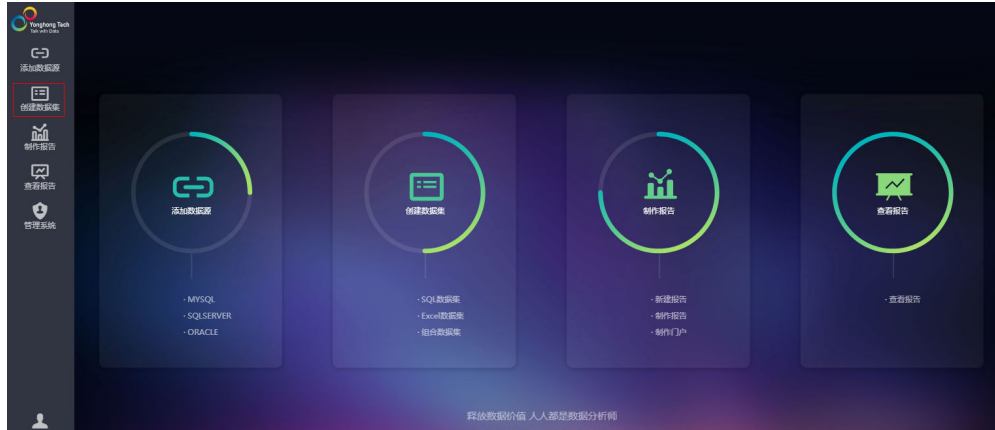 Yonghong Tech
Talk with Data
添加数据源
创建数据集
制作报告
查看报告
管理系统
添加数据源
· MYSQL
· SQLSERVER
· ORACLE
创建数据集
· SQL数据集
· Excel数据集
· 组合数据集
制作报告
· 新建报告
· 制作报告
· 制作门户
查看报告
· 查看报告
释放数据价值 人人都是数据分析师